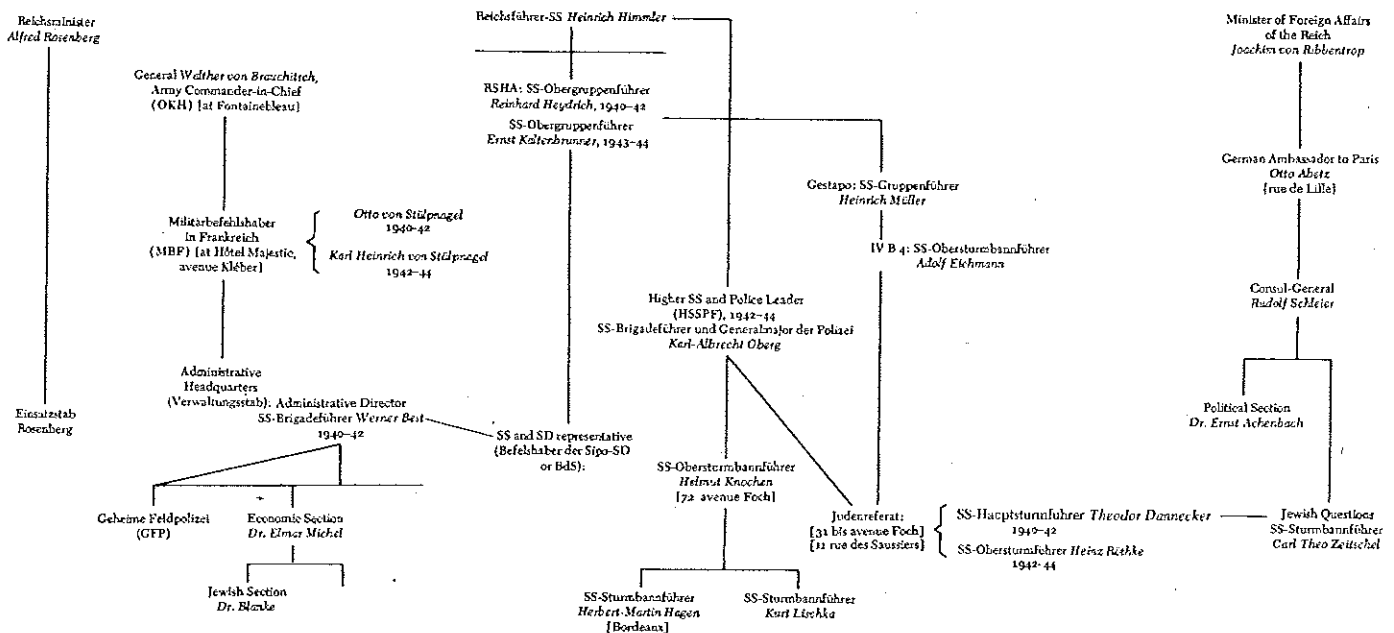 Reichsminister
Alfred Rosenberg
Einsatzstab
Rosenberg
General Walther von Brauchitsch,
Army Commander-in-Chief
(OKH) [at Fontainebleau]
Militärbefehlshaber
in Frankreich
(MBF) [at Hôtel Majestic,
avenue Kléber]
Otto von Stülpnagel
1940-42
Karl Heinrich von Stülpnagel
1942-44
Administrative
Headquarters
(Verwaltungsstab): Administrative Director
SS-Brigadeführer Werner Best
1940-42
Geheime Feldpolizei
(GFP)
Economic Section
Dr. Elmar Michel
Jewish Section
Dr. Blanke
Reichsführer-SS Heinrich Himmler
RSHA: SS-Obergruppenführer
Reinhard Heydrich, 1940-42
SS-Obergruppenführer
Ernst Kaltenbrunner, 1943-44
SS and SD representative
(Befelshaber der Sipo-SD
or BdS):
Higher SS and Police Leader
(HSSPF), 1942-44
SS-Brigadeführer und Generalmajor der Polizei
Karl-Albrecht Oberg
SS-Obersturmbannführer
Helmut Knochen
[72 avenue Foch]
SS-Sturmbannführer
Herbert-Martin Hagen
[Bordeaux]
SS-Sturmbannführer
Kurt Lischka
Gestapo: SS-Gruppenführer
Heinrich Müller
IV B 4: SS-Obersturmbannführer
Adolf Eichmann
Judenreferat:
[31 bis avenue Foch]
[11 rue des Saussiers]
SS-Hauptsturmführer Theodor Dannecker
1940-42
SS-Obersturmführer Heinz Röthke
1942-44
Minister of Foreign Affairs
of the Reich
Joachim von Ribbentrop
German Ambassador to Paris
Otto Abetz
[rue de Lille]
Consul-General
Rudolf Schleier
Political Section
Dr. Ernst Achenbach
Jewish Questions
SS-Sturmbannführer
Carl Theo Zeitschel